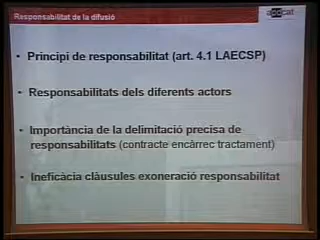 Responsabilitat de la difusió
apdcat
• Principi de responsabilitat (art. 4.1 LAECSP)
• Responsabilitats dels diferents actors
• Importància de la delimitació precisa de
responsabilitats (contracte encàrrec tractament)
• Ineficàcia clàusules exoneració responsabilitat